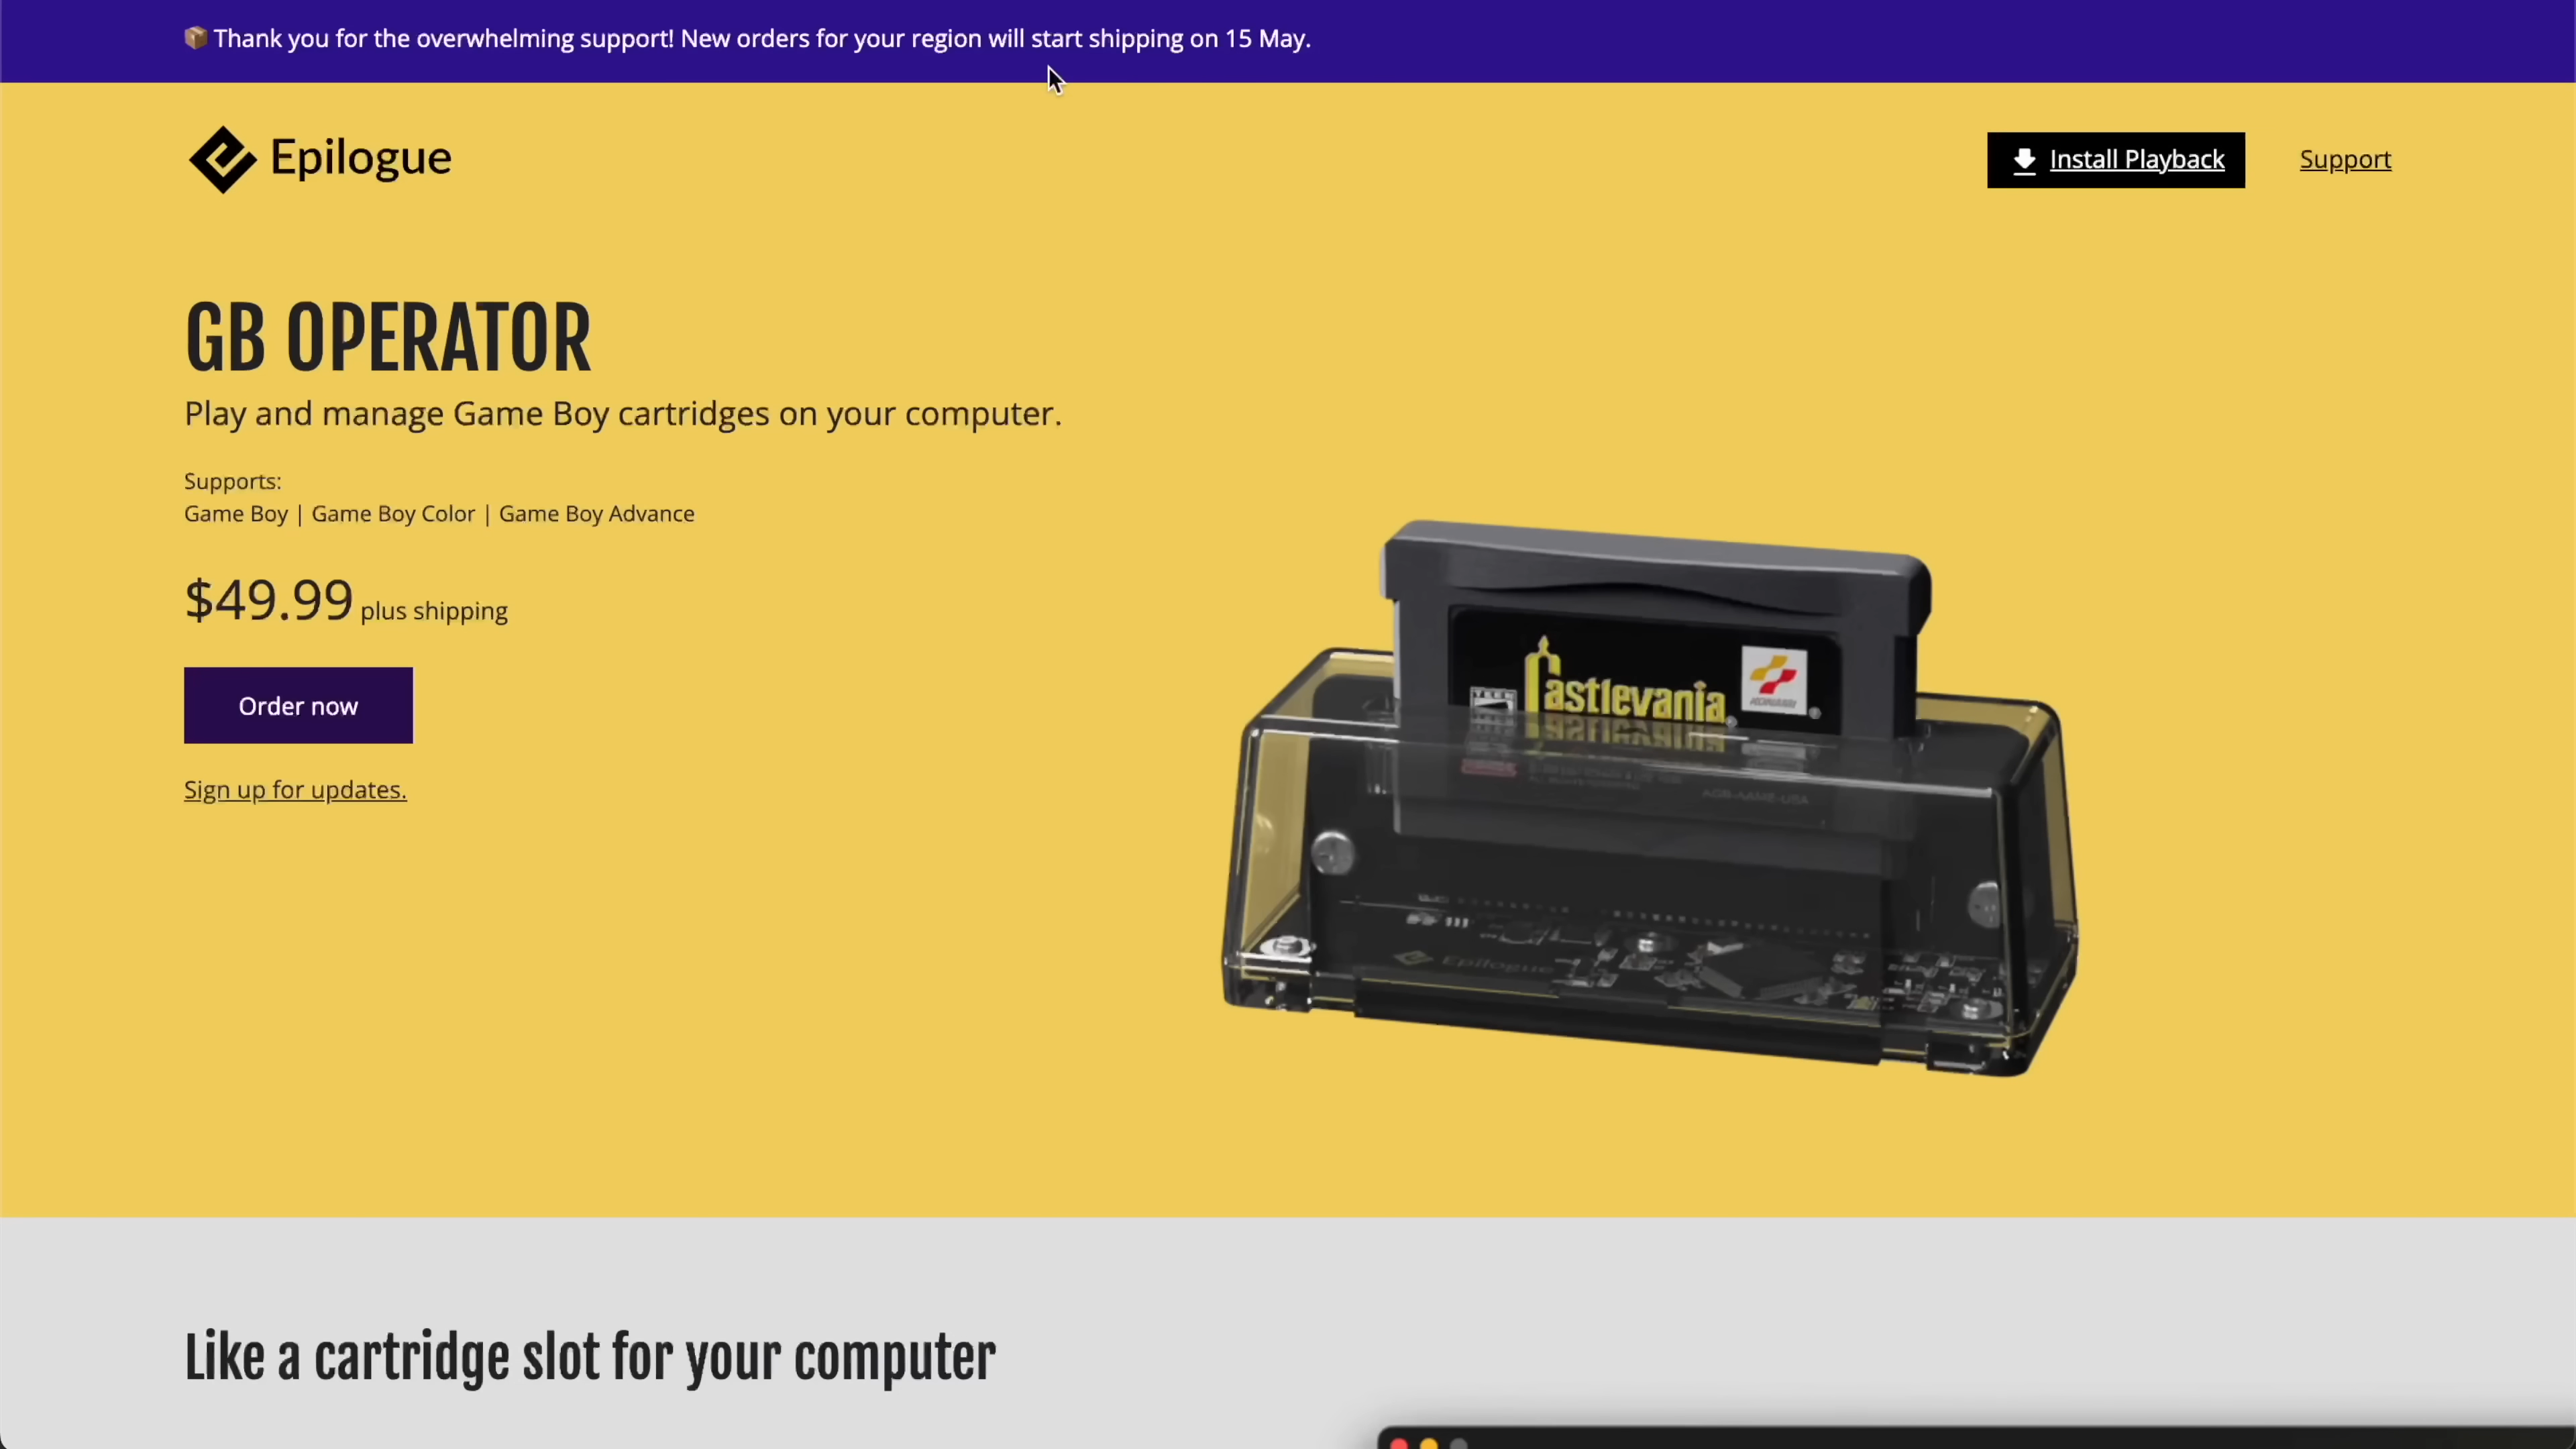 📦 Thank you for the overwhelming support! New orders for your region will start shipping on 15 May.
Epilogue
Install Playback
Support
GB OPERATOR
Play and manage Game Boy cartridges on your computer.
Supports:
Game Boy | Game Boy Color | Game Boy Advance
$49.99 plus shipping
Order now
Sign up for updates.
TEEN
Castlevania
KONAMI
Epilogue
Like a cartridge slot for your computer